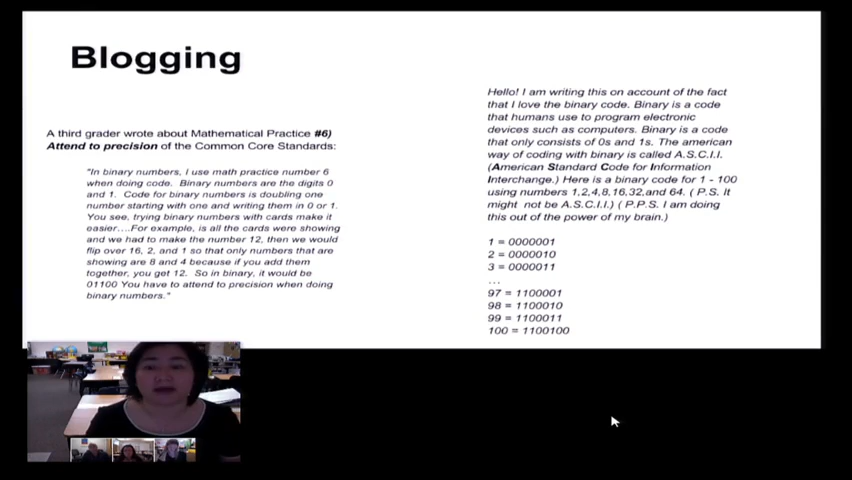 Blogging
A third grader wrote about Mathematical Practice #6)
Attend to precision of the Common Core Standards:
"In binary numbers, I use math practice number 6
when doing code. Binary numbers are the digits 0
and 1. Code for binary numbers is doubling one
number starting with one and writing them in 0 or 1.
You see, trying binary numbers with cards make it
easier....For example, is all the cards were showing
and we had to make the number 12, then we would
flip over 16, 2, and 1 so that only numbers that are
showing are 8 and 4 because if you add them
together, you get 12. So in binary, it would be
01100 You have to attend to precision when doing
binary numbers."
Hello! I am writing this on account of the fact
that I love the binary code. Binary is a code
that humans use to program electronic
devices such as computers. Binary is a code
that only consists of 0s and 1s. The american
way of coding with binary is called A.S.C.I.I.
(American Standard Code for Information
Interchange.) Here is a binary code for 1 - 100
using numbers 1,2,4,8,16,32,and 64. ( P.S. It
might not be A.S.C.I.I.) ( P.P.S. I am doing
this out of the power of my brain.)
1 = 0000001
2 = 0000010
3 = 0000011
...
97 = 1100001
98 = 1100010
99 = 1100011
100 = 1100100